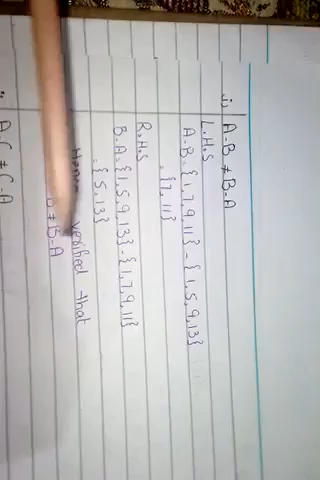 ii, A-B ≠ B-A
L.H.S
A-B = {1,7,9,11} - {1,5,9,13}
= {7,11}
R.H.S
B-A = {1,5,9,13} - {1,7,9,11}
= {5,13}
verified that
≠ B-A
A-C ≠ C-A